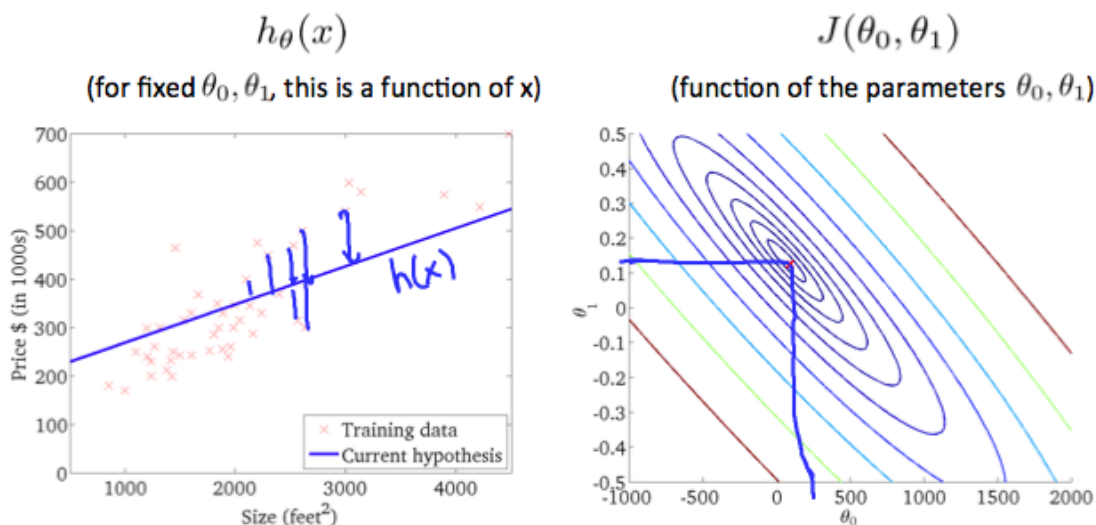 hθ(x)
(for fixed θ0, θ1, this is a function of x)
700
600
500
400
300
200
100
0
Price $ (in 1000s)
h(x)
Training data
Current hypothesis
1000
2000
3000
4000
Size (feet²)
J(θ0, θ1)
(function of the parameters θ0, θ1)
0.5
0.4
0.3
0.2
0.1
0
-0.1
-0.2
-0.3
-0.4
-0.5
θ1
-1000
-500
0
500
1000
1500
2000
θ0